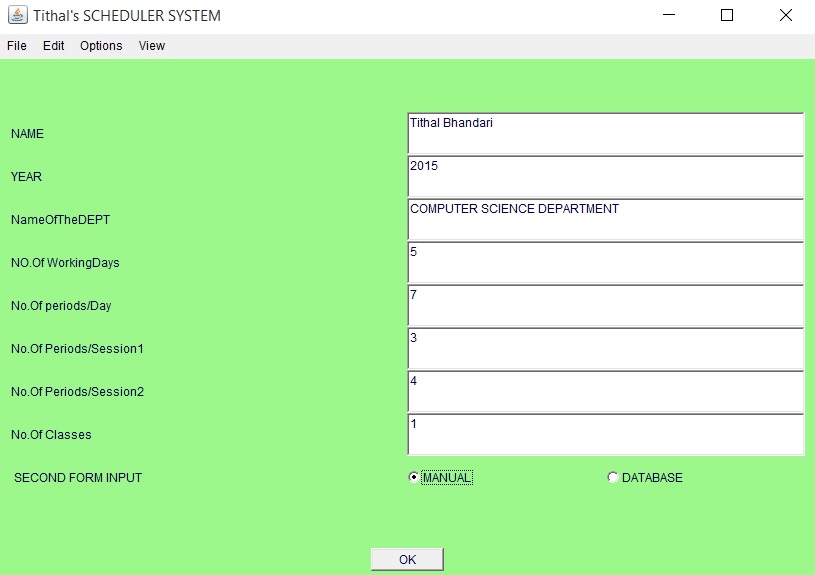 Tithal's SCHEDULER SYSTEM
File Edit Options View
NAME Tithal Bhandari
YEAR 2015
NameOfTheDEPT COMPUTER SCIENCE DEPARTMENT
NO.Of WorkingDays 5
No.Of periods/Day 7
No.Of Periods/Session1 3
No.Of Periods/Session2 4
No.Of Classes 1
SECOND FORM INPUT MANUAL DATABASE
OK